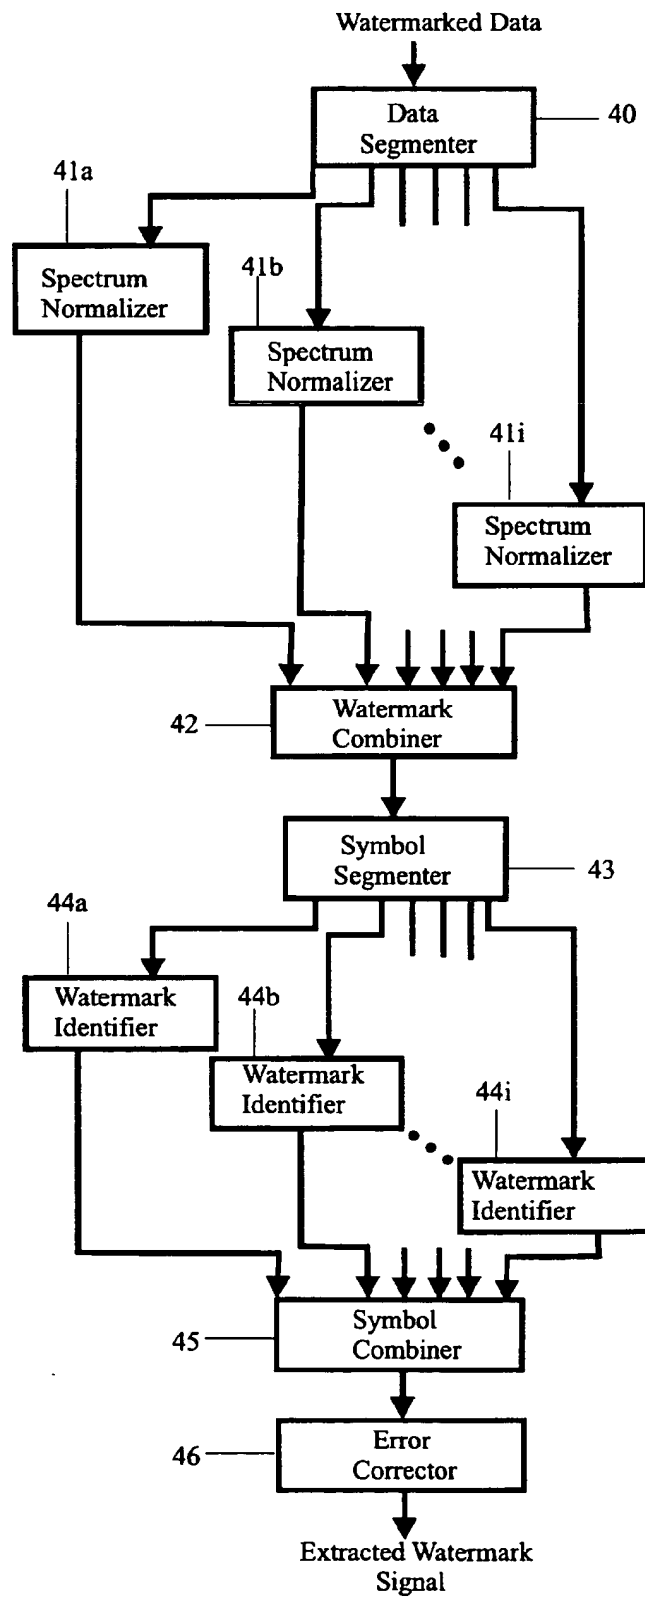 Watermarked Data
Data
Segmenter
40
41a
Spectrum
Normalizer
41b
Spectrum
Normalizer
41i
Spectrum
Normalizer
42
Watermark
Combiner
Symbol
Segmenter
43
44a
Watermark
Identifier
44b
Watermark
Identifier
44i
Watermark
Identifier
45
Symbol
Combiner
46
Error
Corrector
Extracted Watermark
Signal